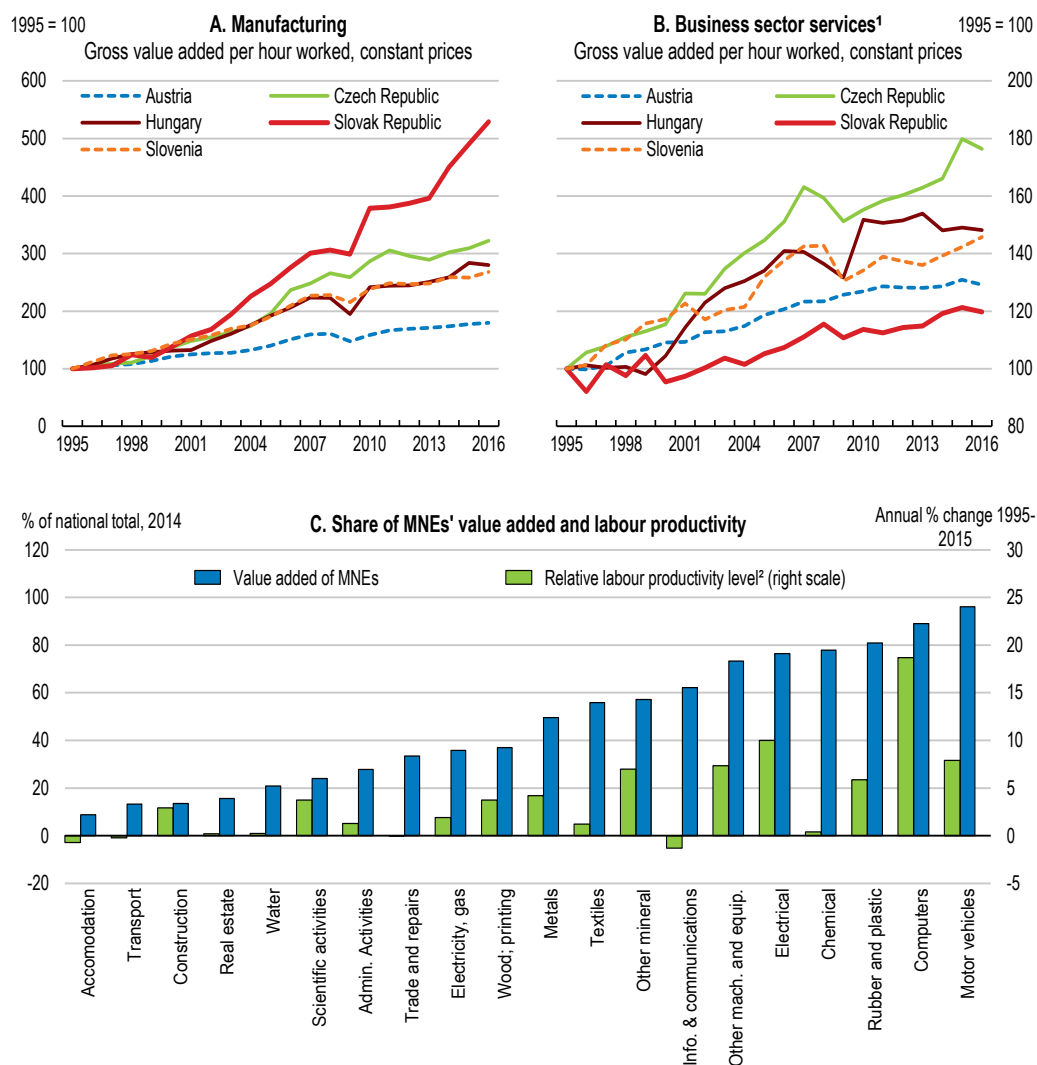 1995 = 100
A. Manufacturing
Gross value added per hour worked, constant prices
600
500
400
300
200
100
0
Austria
Czech Republic
Hungary
Slovak Republic
Slovenia
1995 1998 2001 2004 2007 2010 2013 2016
B. Business sector services¹
1995 = 100
Gross value added per hour worked, constant prices
200
180
160
140
120
100
80
Austria
Czech Republic
Hungary
Slovak Republic
Slovenia
1995 1998 2001 2004 2007 2010 2013 2016
% of national total, 2014
C. Share of MNEs' value added and labour productivity
Annual % change 1995-
2015
120
100
80
60
40
20
0
-20
Value added of MNEs
Relative labour productivity level² (right scale)
30
25
20
15
10
5
0
-5
Accomodation
Transport
Construction
Real estate
Water
Scientific activities
Admin. Activities
Trade and repairs
Electricity, gas
Wood; printing
Metals
Textiles
Other mineral
Info. & communications
Other mach. and equip.
Electrical
Chemical
Rubber and plastic
Computers
Motor vehicles